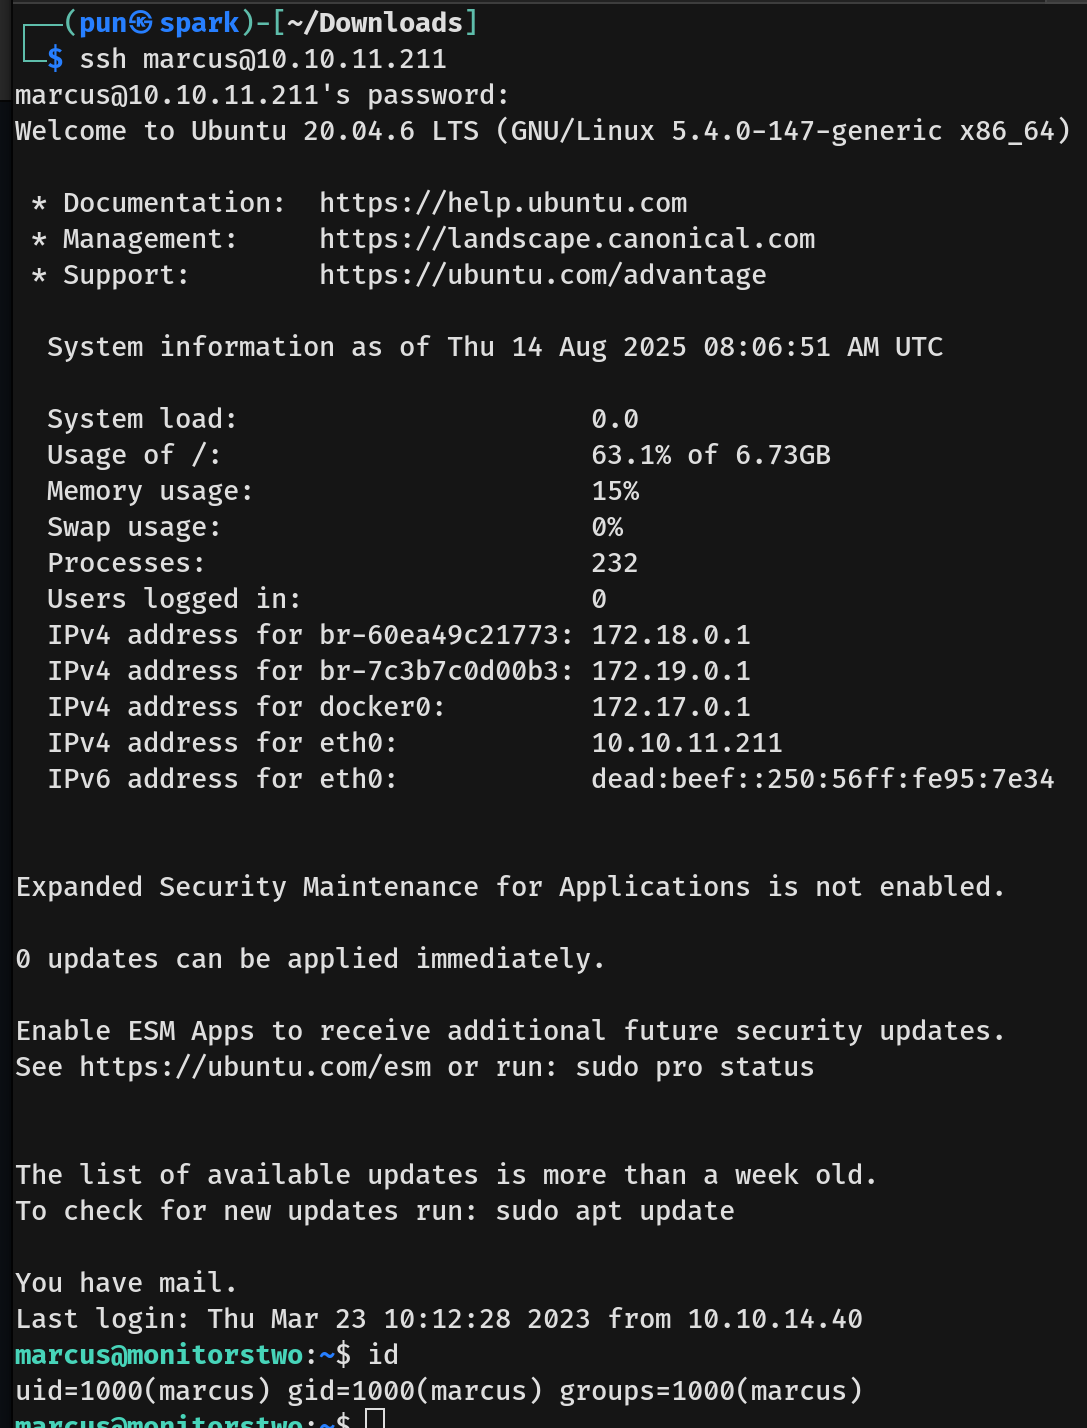 ┌──(pun㉿spark)-[~/Downloads]
└─$ ssh marcus@10.10.11.211
marcus@10.10.11.211's password:
Welcome to Ubuntu 20.04.6 LTS (GNU/Linux 5.4.0-147-generic x86_64)

 * Documentation:  https://help.ubuntu.com
 * Management:     https://landscape.canonical.com
 * Support:        https://ubuntu.com/advantage

  System information as of Thu 14 Aug 2025 08:06:51 AM UTC

  System load:                      0.0
  Usage of /:                       63.1% of 6.73GB
  Memory usage:                     15%
  Swap usage:                       0%
  Processes:                        232
  Users logged in:                  0
  IPv4 address for br-60ea49c21773: 172.18.0.1
  IPv4 address for br-7c3b7c0d00b3: 172.19.0.1
  IPv4 address for docker0:         172.17.0.1
  IPv4 address for eth0:            10.10.11.211
  IPv6 address for eth0:            dead:beef::250:56ff:fe95:7e34

Expanded Security Maintenance for Applications is not enabled.

0 updates can be applied immediately.

Enable ESM Apps to receive additional future security updates.
See https://ubuntu.com/esm or run: sudo pro status

The list of available updates is more than a week old.
To check for new updates run: sudo apt update

You have mail.
Last login: Thu Mar 23 10:12:28 2023 from 10.10.14.40
marcus@monitorstwo:~$ id
uid=1000(marcus) gid=1000(marcus) groups=1000(marcus)
marcus@monitorstwo:~$